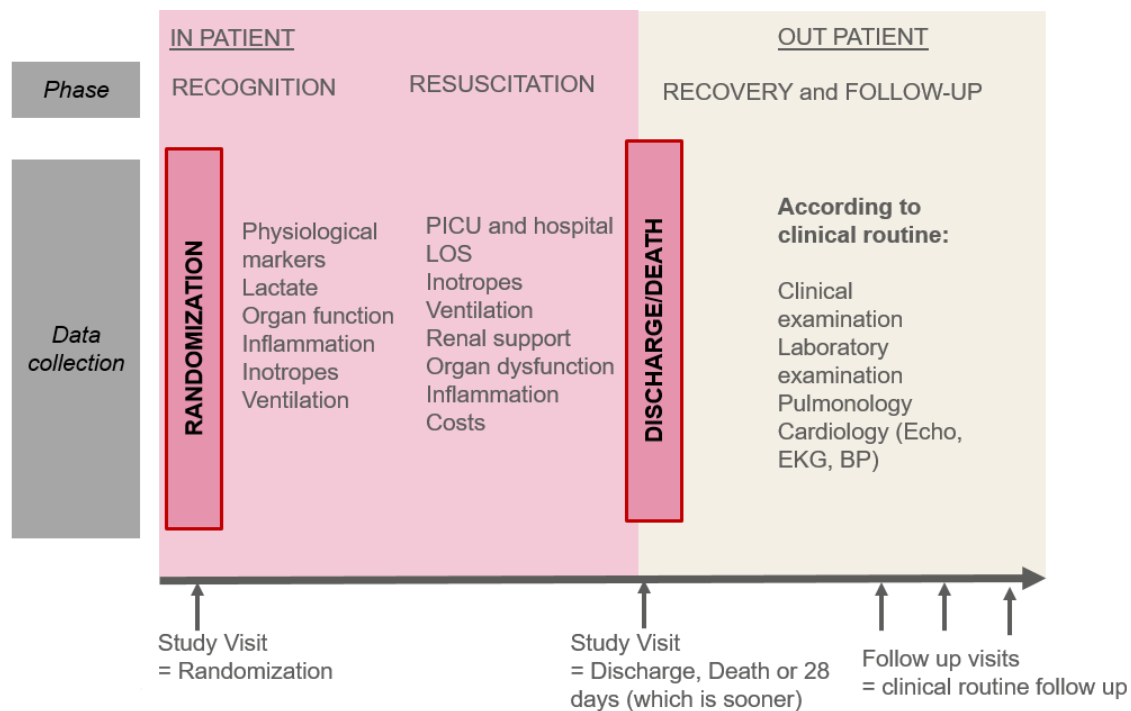 IN PATIENT
OUT PATIENT
Phase
RECOGNITION
RESUSCITATION
RECOVERY and FOLLOW-UP
Data
collection
RANDOMIZATION
Physiological
markers
Lactate
Organ function
Inflammation
Inotropes
Ventilation
PICU and hospital
LOS
Inotropes
Ventilation
Renal support
Organ dysfunction
Inflammation
Costs
DISCHARGE/DEATH
According to
clinical routine:
Clinical
examination
Laboratory
examination
Pulmonology
Cardiology (Echo,
EKG, BP)
Study Visit
= Randomization
Study Visit
= Discharge, Death or 28
days (which is sooner)
Follow up visits
= clinical routine follow up